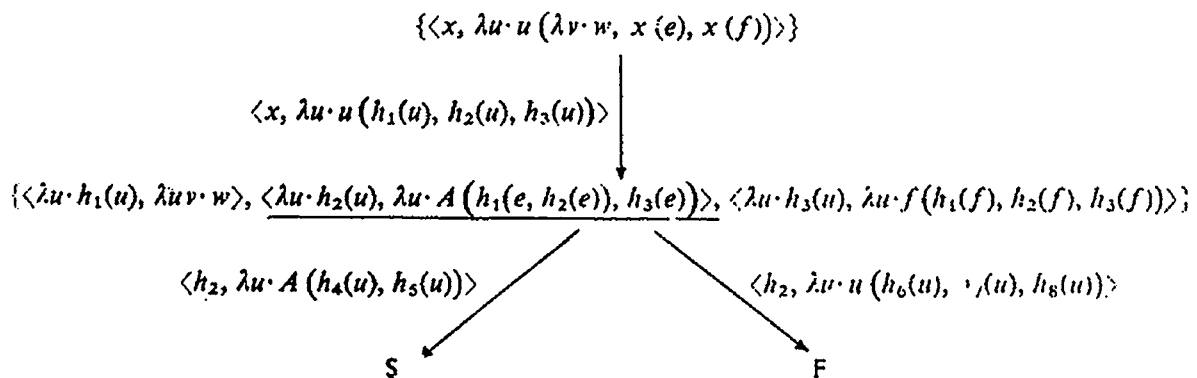 {⟨x, λu· u (λv· w, x (e), x (f))⟩}
⟨x, λu· u (h₁(u), h₂(u), h₃(u))⟩
{⟨λu· h₁(u), λuv· w⟩, ⟨λu· h₂(u), λu· A (h₁(e, h₂(e)), h₃(e))⟩, ⟨λu· h₃(u), λu· f(h₁(f), h₂(f), h₃(f))⟩}
⟨h₂, λu· A (h₄(u), h₅(u))⟩ ⟨h₂, λu· u (h₆(u), (u), h₈(u))⟩
S F